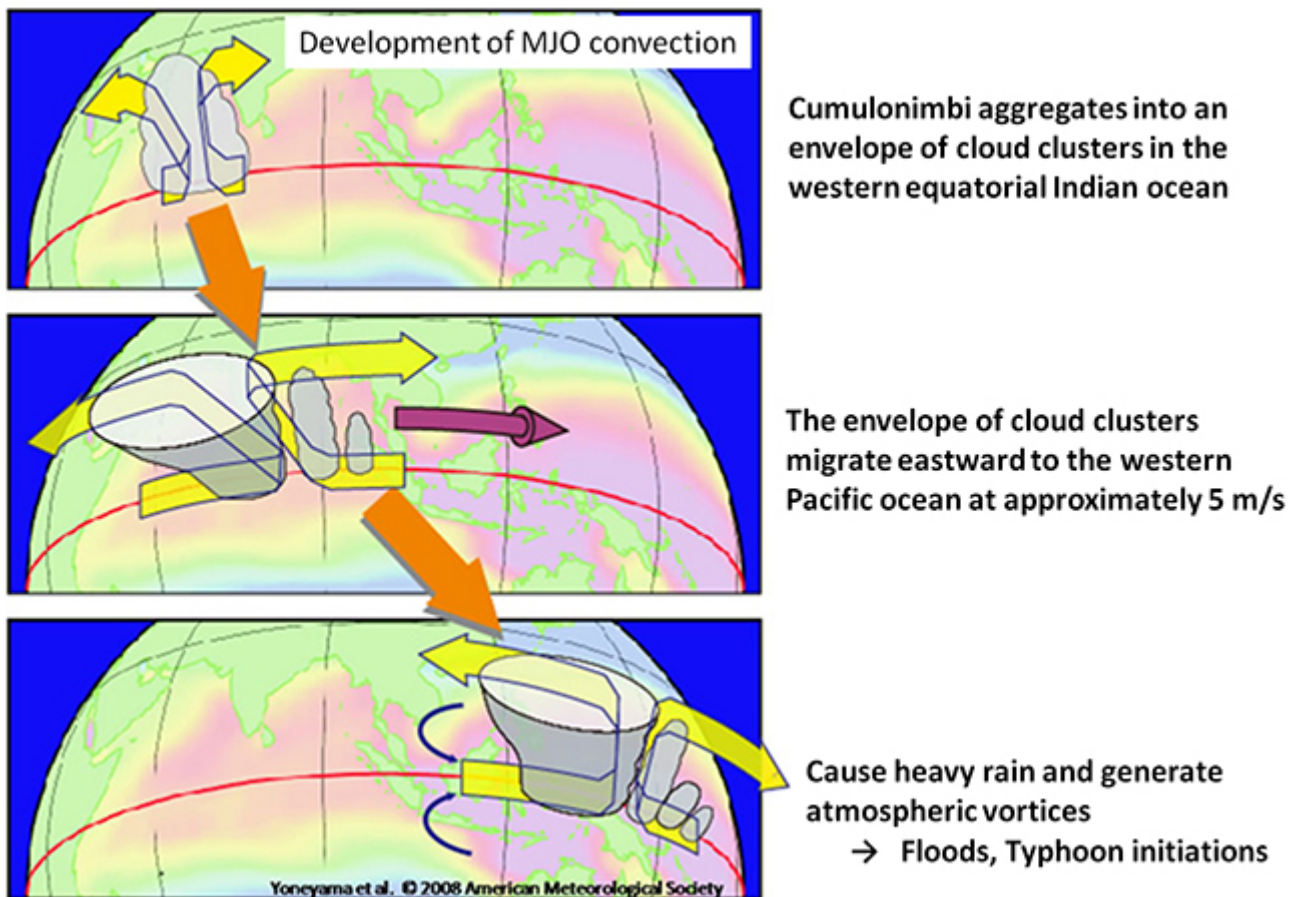 Development of MJO convection
Cumulonimbi aggregates into an
envelope of cloud clusters in the
western equatorial Indian ocean
The envelope of cloud clusters
migrate eastward to the western
Pacific ocean at approximately 5 m/s
Cause heavy rain and generate
atmospheric vortices
→ Floods, Typhoon initiations
Yoneyama et al. © 2008 American Meteorological Society